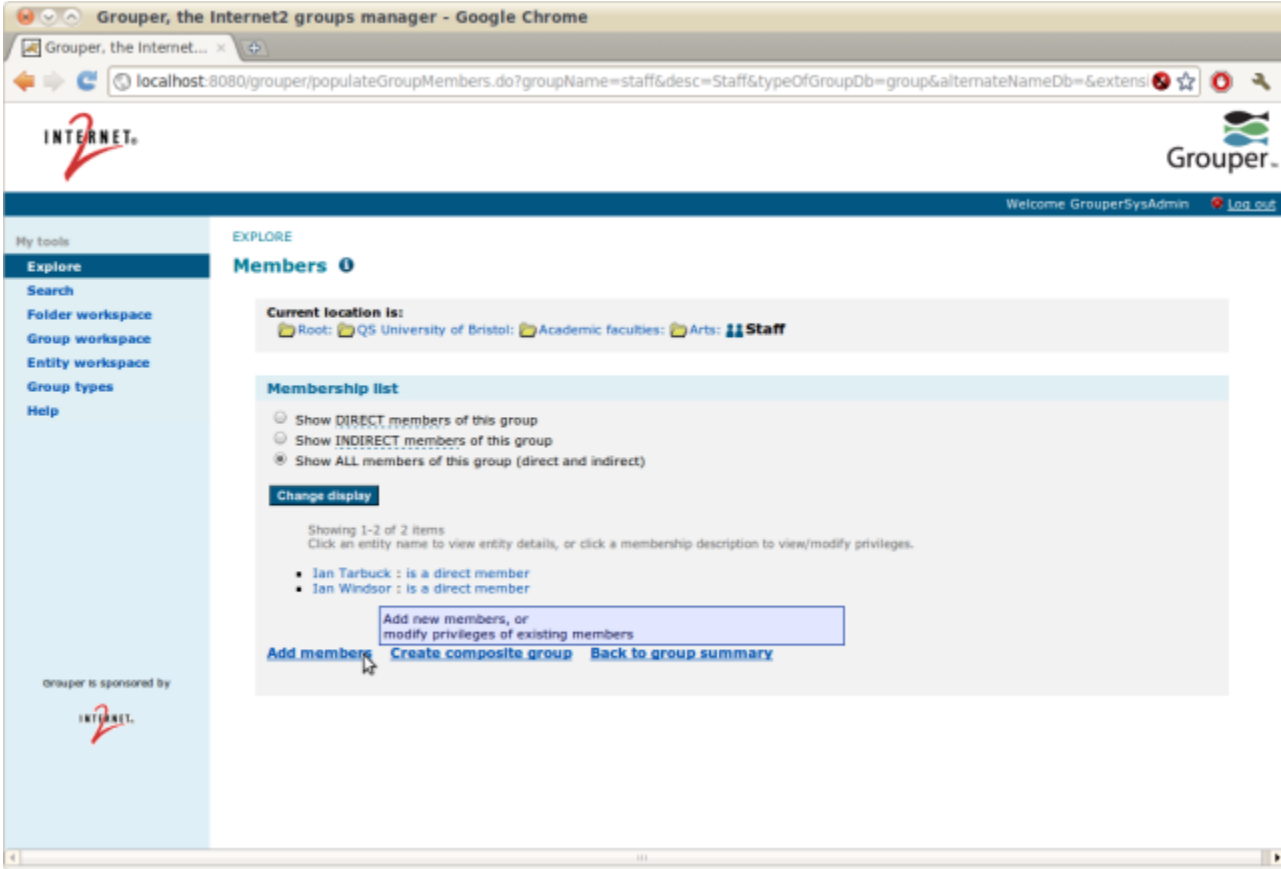 Grouper, the Internet2 groups manager - Google Chrome
Grouper, the Internet...
localhost:8080/grouper/populateGroupMembers.do?groupName=staff&desc=Staff&typeOfGroupDb=group&alternateNameDb=&extensi
INTERNET®
2
Grouper™
Welcome GrouperSysAdmin Log out
My tools
Explore
Search
Folder workspace
Group workspace
Entity workspace
Group types
Help
Grouper is sponsored by
INTERNET®
2
EXPLORE
Members
Current location is:
Root: QS University of Bristol: Academic faculties: Arts: Staff
Membership list
Show DIRECT members of this group
Show INDIRECT members of this group
Show ALL members of this group (direct and indirect)
Change display
Showing 1-2 of 2 items
Click an entity name to view entity details, or click a membership description to view/modify privileges.
Ian Tarbuck : is a direct member
Ian Windsor : is a direct member
Add new members, or
modify privileges of existing members
Add members Create composite group Back to group summary